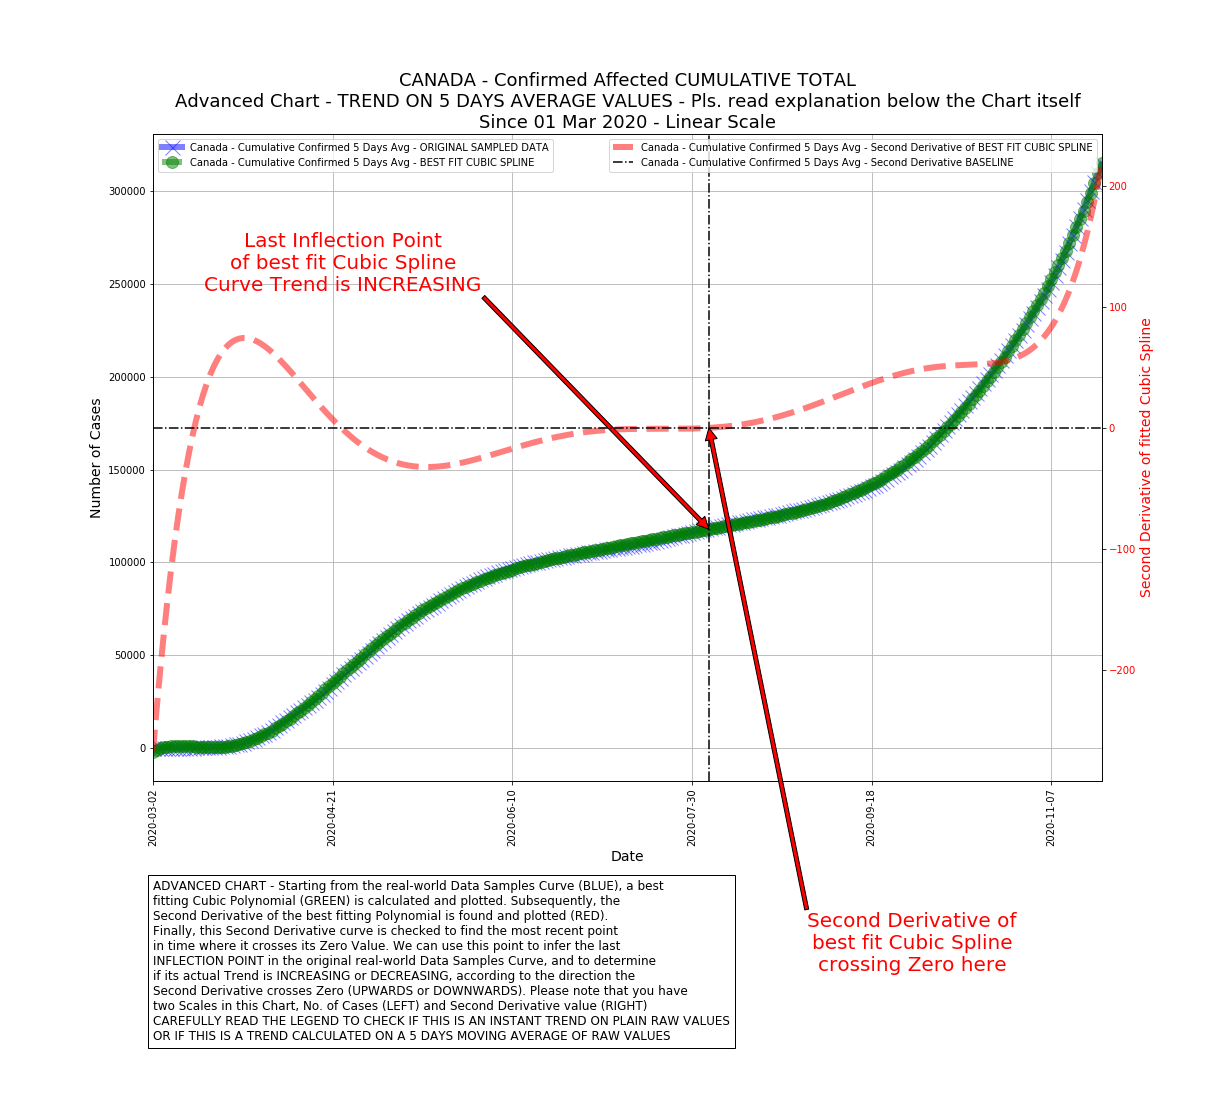 CANADA - Confirmed Affected CUMULATIVE TOTAL
Advanced Chart - TREND ON 5 DAYS AVERAGE VALUES - Pls. read explanation below the Chart itself
Since 01 Mar 2020 - Linear Scale
Canada - Cumulative Confirmed 5 Days Avg - ORIGINAL SAMPLED DATA
Canada - Cumulative Confirmed 5 Days Avg - BEST FIT CUBIC SPLINE
Canada - Cumulative Confirmed 5 Days Avg - Second Derivative of BEST FIT CUBIC SPLINE
Canada - Cumulative Confirmed 5 Days Avg - Second Derivative BASELINE
Last Inflection Point
of best fit Cubic Spline
Curve Trend is INCREASING
Number of Cases
300000
250000
200000
150000
100000
50000
0
200
100
0
−100
−200
Second Derivative of fitted Cubic Spline
2020-03-02
2020-04-21
2020-06-10
2020-07-30
2020-09-18
2020-11-07
Date
Second Derivative of
best fit Cubic Spline
crossing Zero here
ADVANCED CHART - Starting from the real-world Data Samples Curve (BLUE), a best
fitting Cubic Polynomial (GREEN) is calculated and plotted. Subsequently, the
Second Derivative of the best fitting Polynomial is found and plotted (RED).
Finally, this Second Derivative curve is checked to find the most recent point
in time where it crosses its Zero Value. We can use this point to infer the last
INFLECTION POINT in the original real-world Data Samples Curve, and to determine
if its actual Trend is INCREASING or DECREASING, according to the direction the
Second Derivative crosses Zero (UPWARDS or DOWNWARDS). Please note that you have
two Scales in this Chart, No. of Cases (LEFT) and Second Derivative value (RIGHT)
CAREFULLY READ THE LEGEND TO CHECK IF THIS IS AN INSTANT TREND ON PLAIN RAW VALUES
OR IF THIS IS A TREND CALCULATED ON A 5 DAYS MOVING AVERAGE OF RAW VALUES